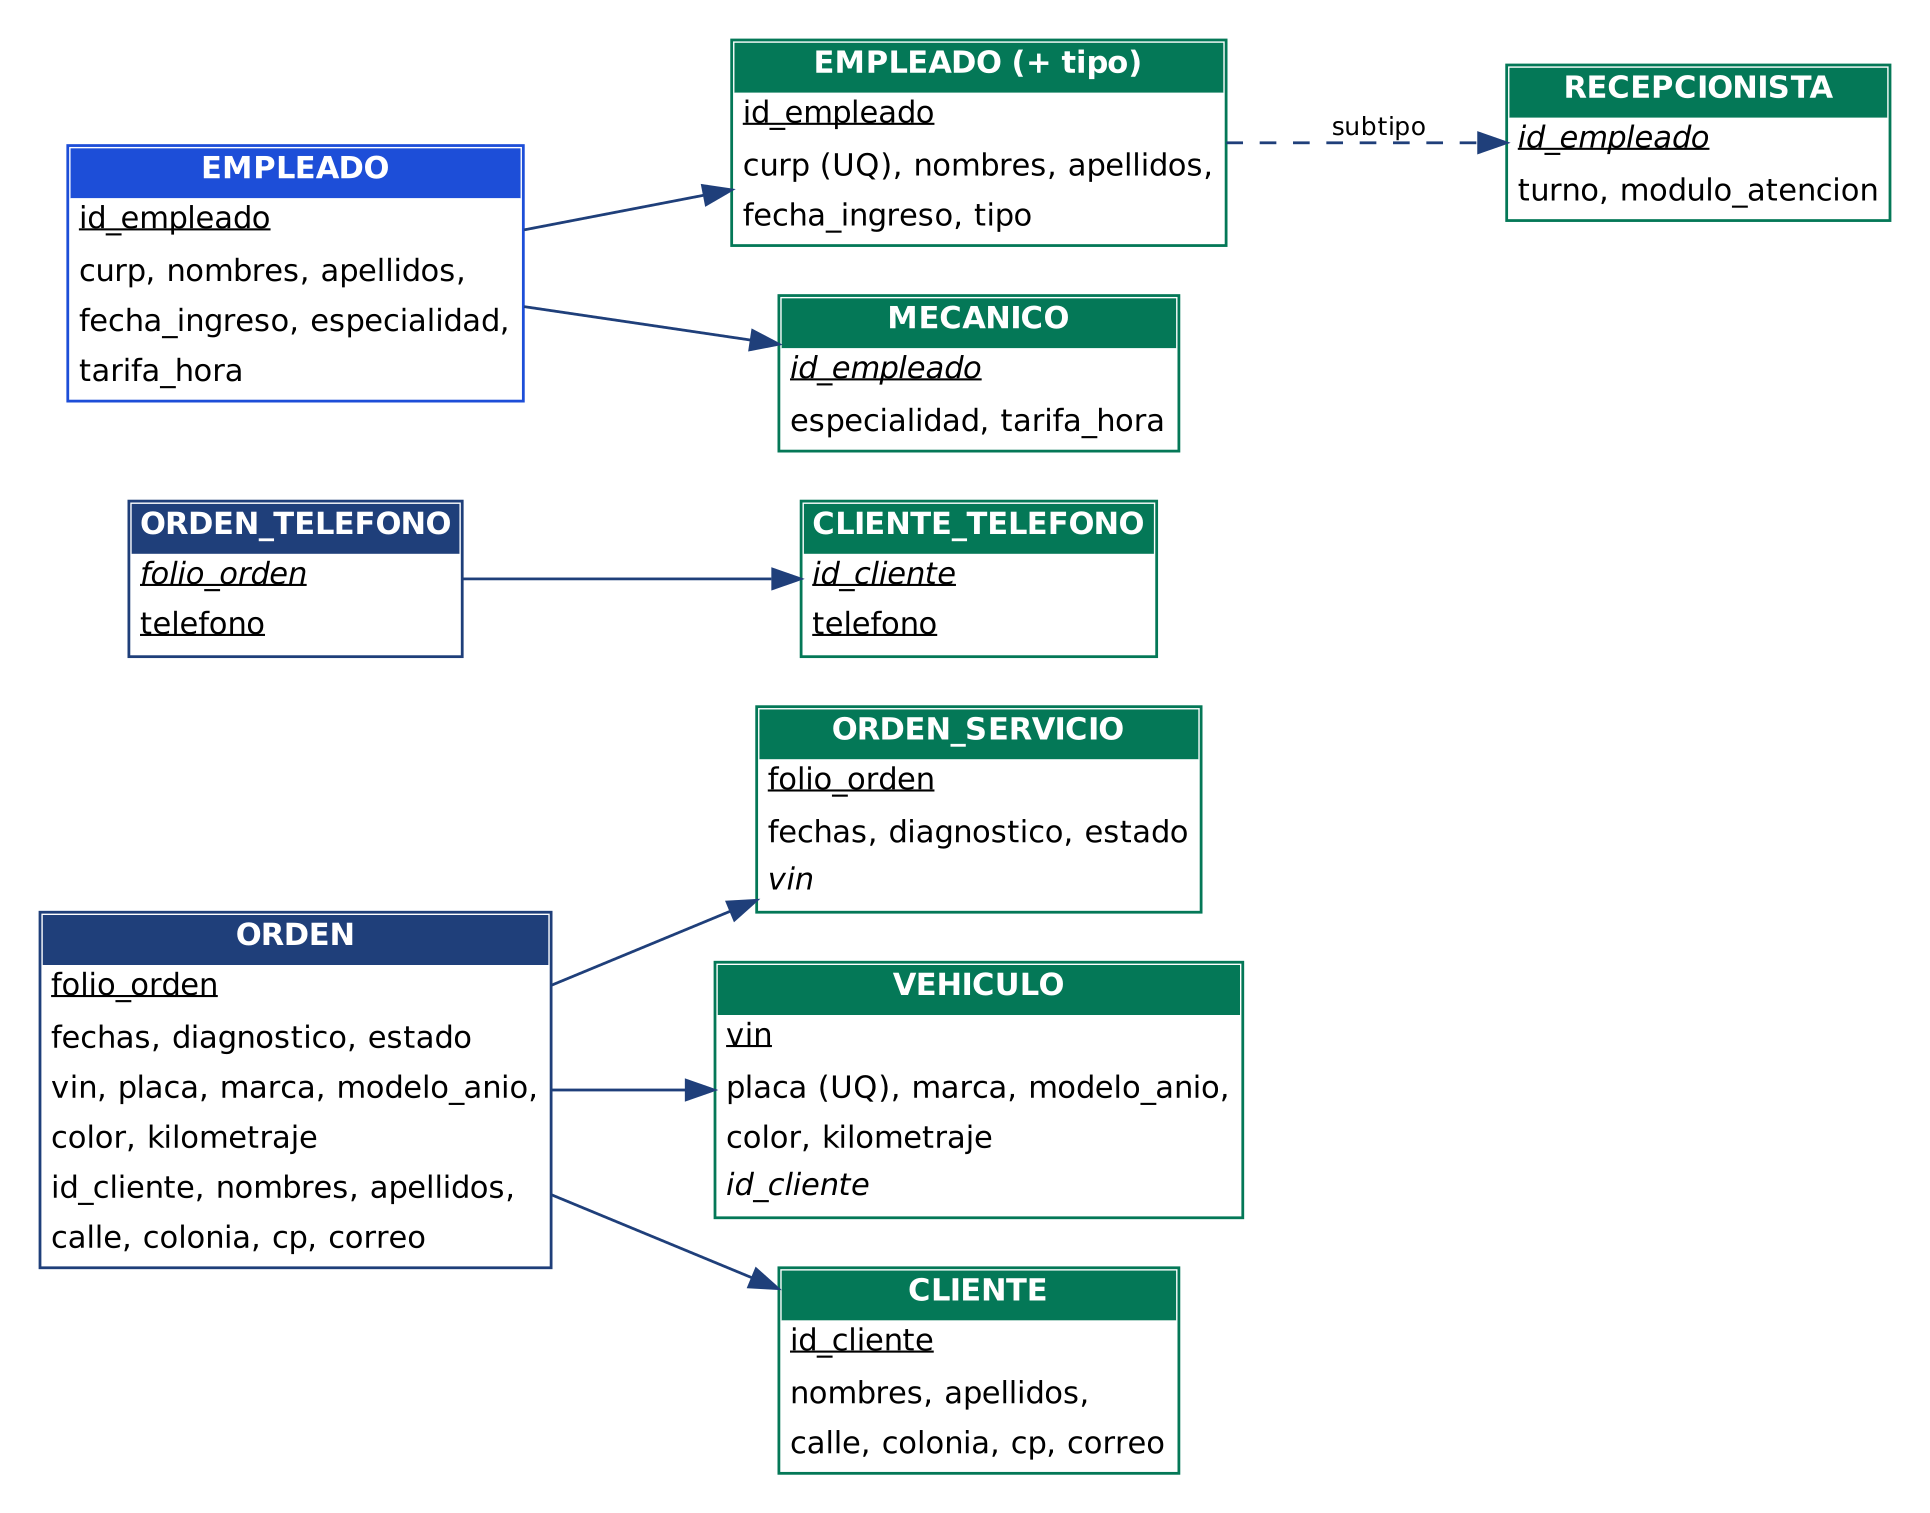 EMPLEADO
id_empleado
curp, nombres, apellidos,
fecha_ingreso, especialidad,
tarifa_hora
EMPLEADO (+ tipo)
id_empleado
curp (UQ), nombres, apellidos,
fecha_ingreso, tipo
subtipo
RECEPCIONISTA
id_empleado
turno, modulo_atencion
MECANICO
id_empleado
especialidad, tarifa_hora
ORDEN_TELEFONO
folio_orden
telefono
CLIENTE_TELEFONO
id_cliente
telefono
ORDEN
folio_orden
fechas, diagnostico, estado
vin, placa, marca, modelo_anio,
color, kilometraje
id_cliente, nombres, apellidos,
calle, colonia, cp, correo
ORDEN_SERVICIO
folio_orden
fechas, diagnostico, estado
vin
VEHICULO
vin
placa (UQ), marca, modelo_anio,
color, kilometraje
id_cliente
CLIENTE
id_cliente
nombres, apellidos,
calle, colonia, cp, correo